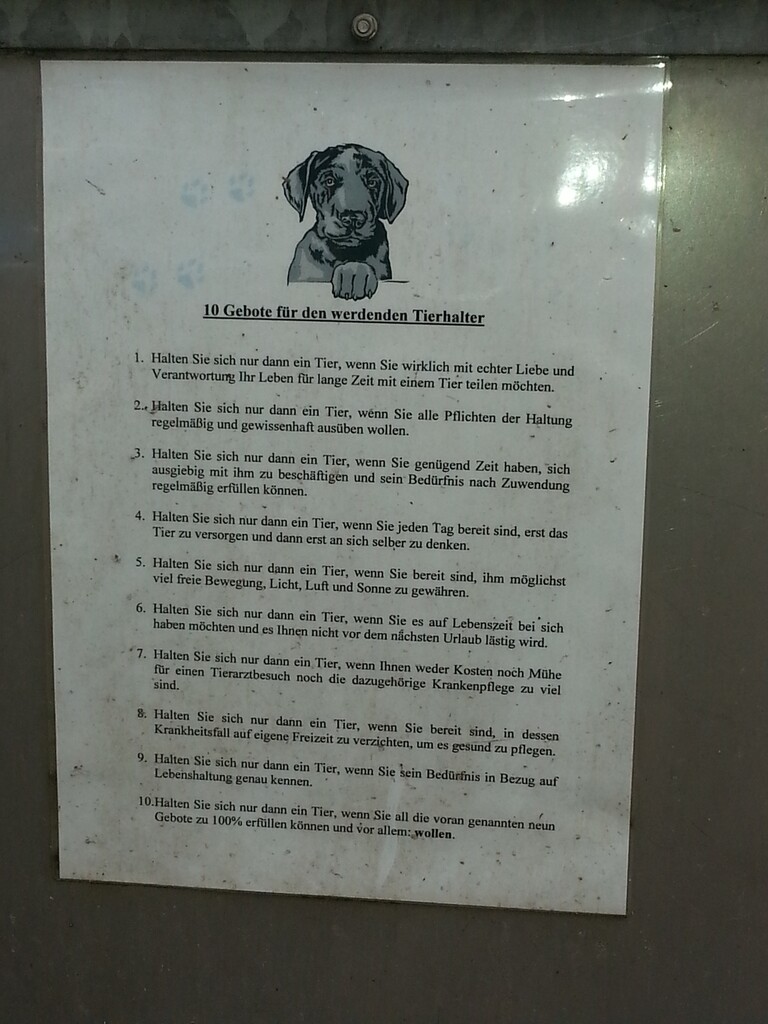 10 Gebote für den werdenden Tierhalter
1. Halten Sie sich nur dann ein Tier, wenn Sie wirklich mit echter Liebe und
Verantwortung Ihr Leben für lange Zeit mit einem Tier teilen möchten.
2. Halten Sie sich nur dann ein Tier, wenn Sie alle Pflichten der Haltung
regelmäßig und gewissenhaft ausüben wollen.
3. Halten Sie sich nur dann ein Tier, wenn Sie genügend Zeit haben, sich
ausgiebig mit ihm zu beschäftigen und sein Bedürfnis nach Zuwendung
regelmäßig erfüllen können.
4. Halten Sie sich nur dann ein Tier, wenn Sie jeden Tag bereit sind, erst das
Tier zu versorgen und dann erst an sich selber zu denken.
5. Halten Sie sich nur dann ein Tier, wenn Sie bereit sind, ihm möglichst
viel freie Bewegung, Licht, Luft und Sonne zu gewähren.
6. Halten Sie sich nur dann ein Tier, wenn Sie es auf Lebenszeit bei sich
haben möchten und es Ihnen nicht vor dem nächsten Urlaub lästig wird.
7. Halten Sie sich nur dann ein Tier, wenn Ihnen weder Kosten noch Mühe
für einen Tierarztbesuch noch die dazugehörige Krankenpflege zu viel
sind.
8. Halten Sie sich nur dann ein Tier, wenn Sie bereit sind, in dessen
Krankheitsfall auf eigene Freizeit zu verzichten, um es gesund zu pflegen.
9. Halten Sie sich nur dann ein Tier, wenn Sie sein Bedürfnis in Bezug auf
Lebenshaltung genau kennen.
10.Halten Sie sich nur dann ein Tier, wenn Sie all die voran genannten neun
Gebote zu 100% erfüllen können und vor allem: wollen.